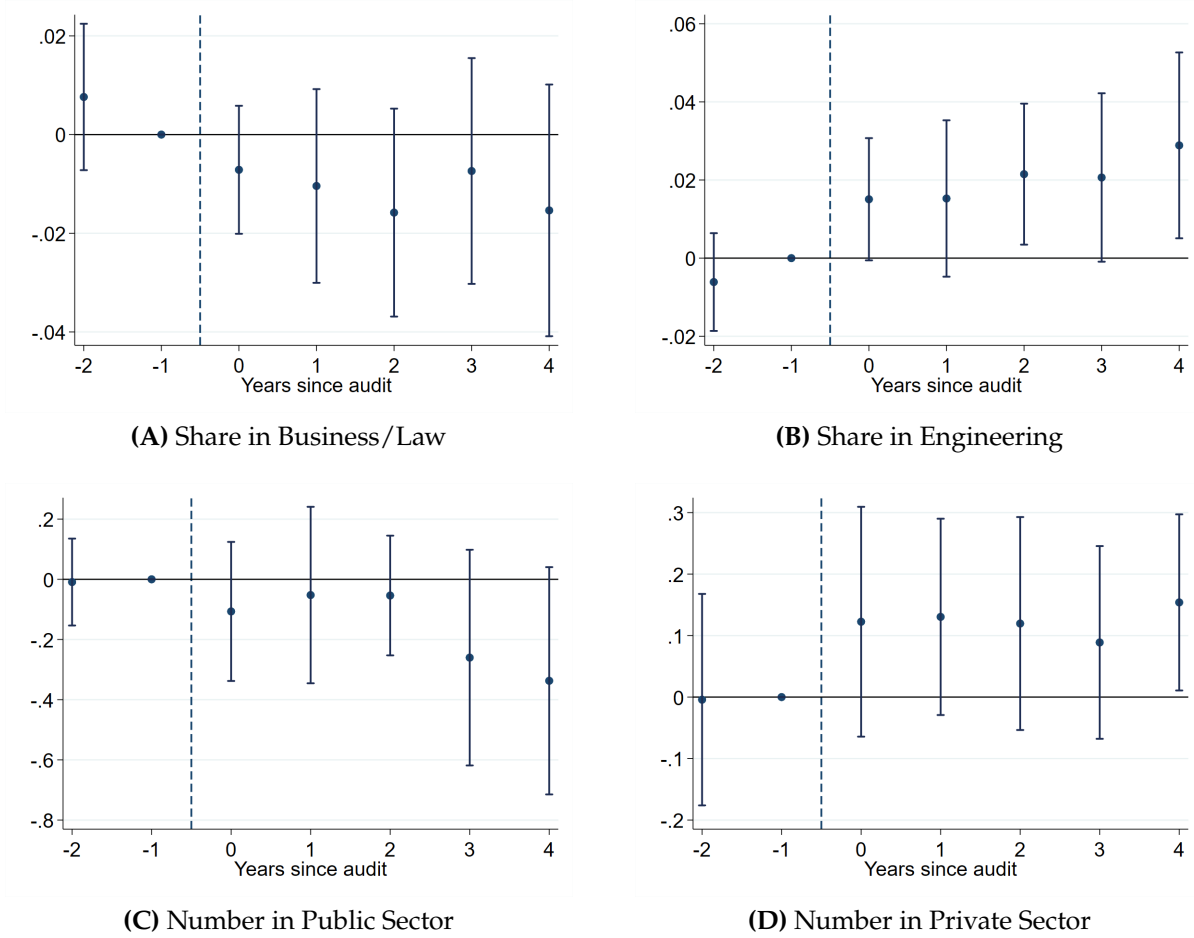 .02
0
-.02
-.04
-2 -1 0 1 2 3 4
Years since audit
(A) Share in Business/Law
.06
.04
.02
0
-.02
-2 -1 0 1 2 3 4
Years since audit
(B) Share in Engineering
.2
0
-.2
-.4
-.6
-.8
-2 -1 0 1 2 3 4
Years since audit
(C) Number in Public Sector
.3
.2
.1
0
-.1
-.2
-2 -1 0 1 2 3 4
Years since audit
(D) Number in Private Sector